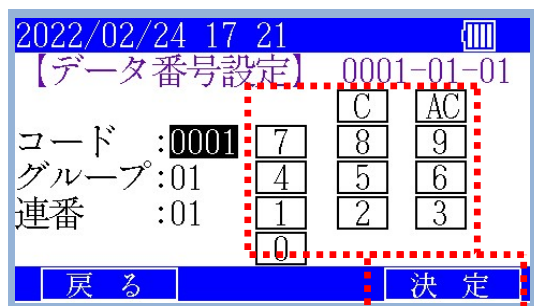 2022/02/24 17 21
【データ番号設定】 0001-01-01
C AC
コード :0001 7 8 9
グループ:01 4 5 6
連番 :01 1 2 3
0
戻る 決定